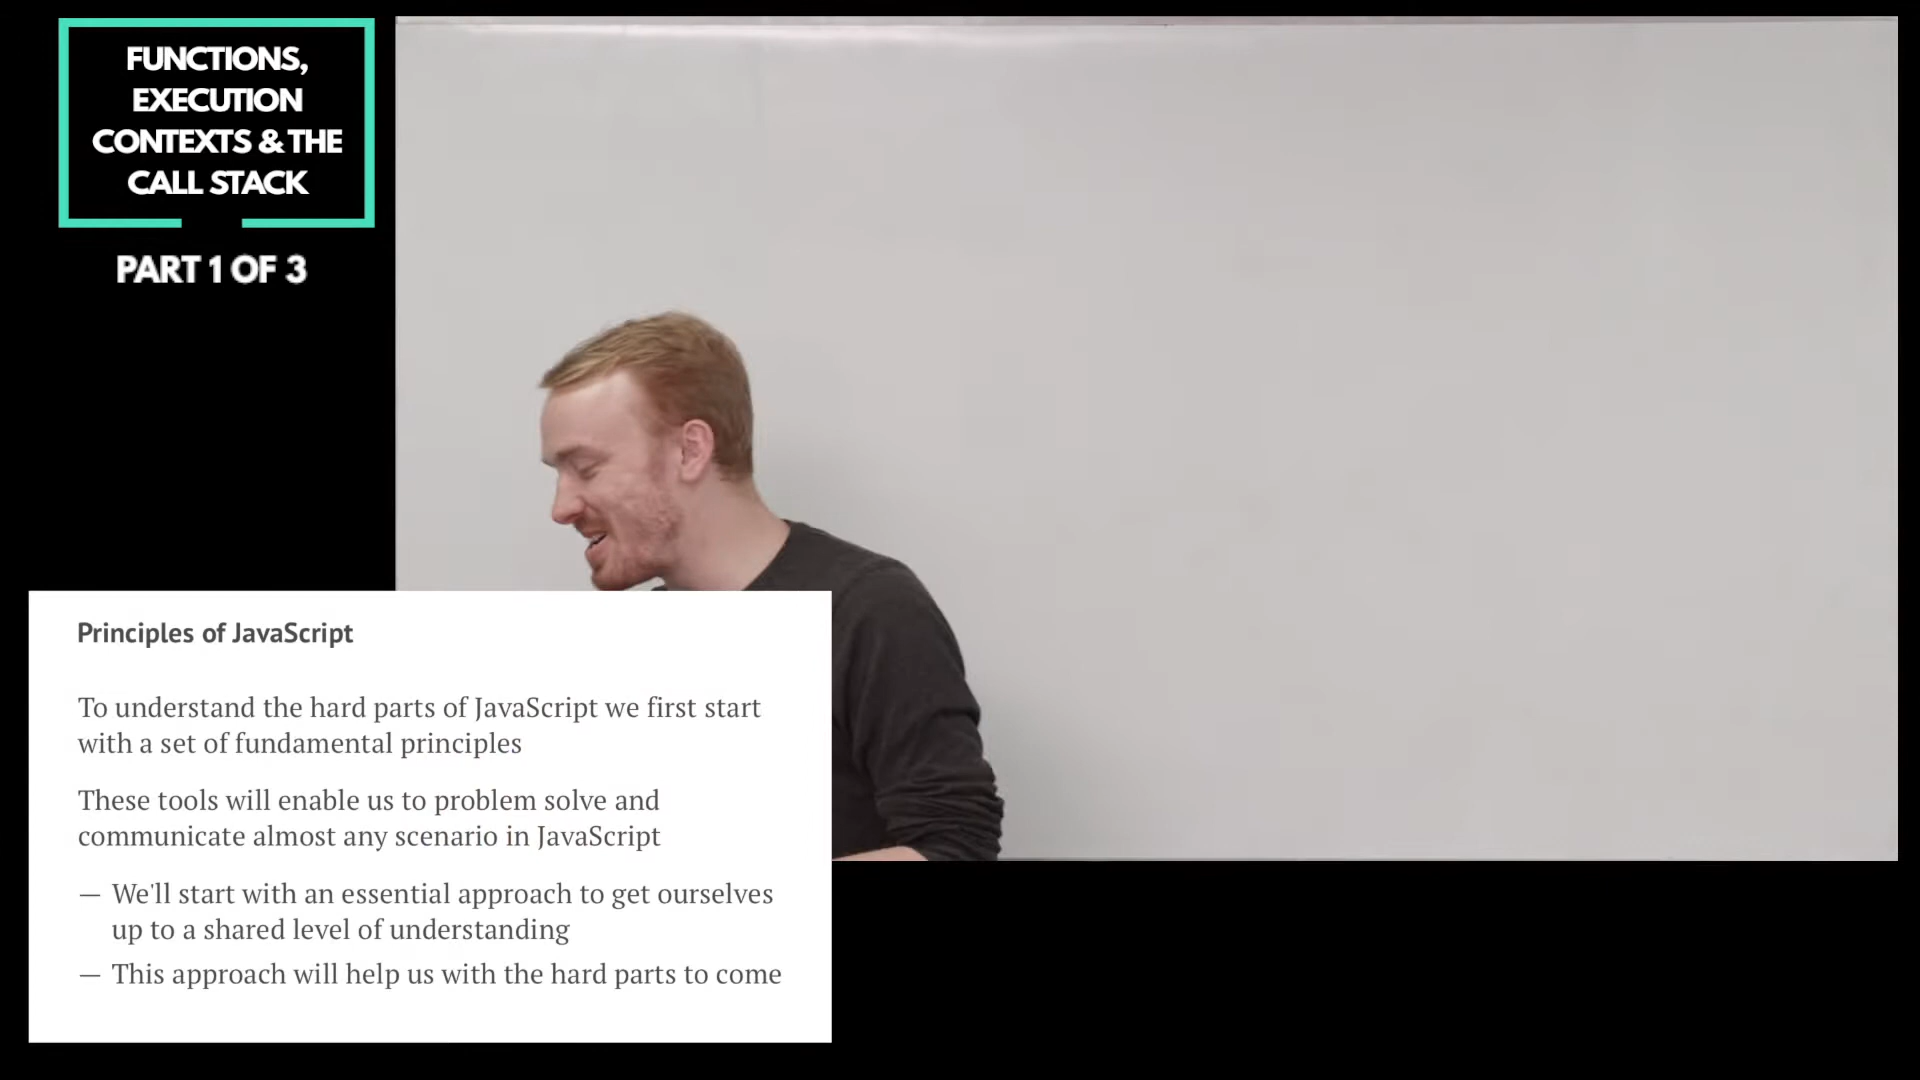 FUNCTIONS,
EXECUTION
CONTEXTS & THE
CALL STACK
PART 1 OF 3
Principles of JavaScript
To understand the hard parts of JavaScript we first start
with a set of fundamental principles
These tools will enable us to problem solve and
communicate almost any scenario in JavaScript
— We'll start with an essential approach to get ourselves
up to a shared level of understanding
— This approach will help us with the hard parts to come